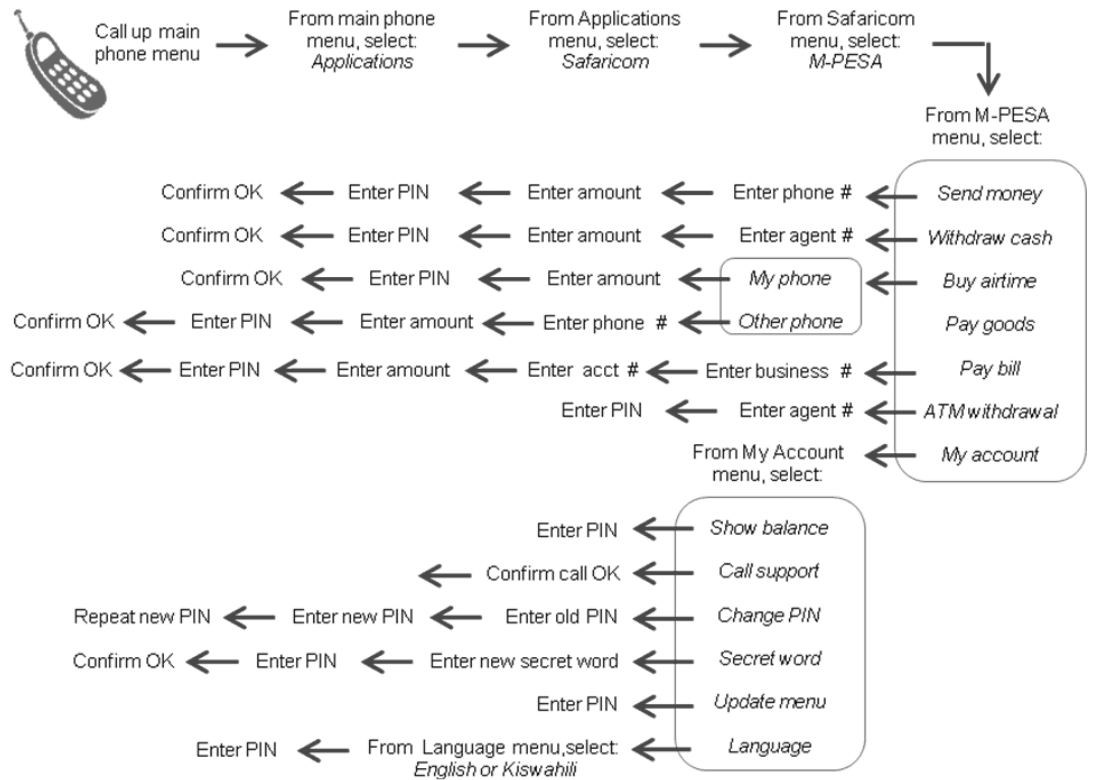 Call up main
phone menu
From main phone
menu, select:
Applications
From Applications
menu, select:
Safaricom
From Safaricom
menu, select:
M-PESA
From M-PESA
menu, select:
Confirm OK Enter PIN Enter amount Enter phone # Send money
Confirm OK Enter PIN Enter amount Enter agent # Withdraw cash
Confirm OK Enter PIN Enter amount My phone Buy airtime
Confirm OK Enter PIN Enter amount Enter phone # Other phone Pay goods
Confirm OK Enter PIN Enter amount Enter acct # Enter business # Pay bill
Enter PIN Enter agent # ATM withdrawal
From My Account
menu, select:
My account
Enter PIN Show balance
Confirm call OK Call support
Repeat new PIN Enter new PIN Enter old PIN Change PIN
Confirm OK Enter PIN Enter new secret word Secret word
Enter PIN Update menu
Enter PIN From Language menu,select: Language
English or Kiswahili